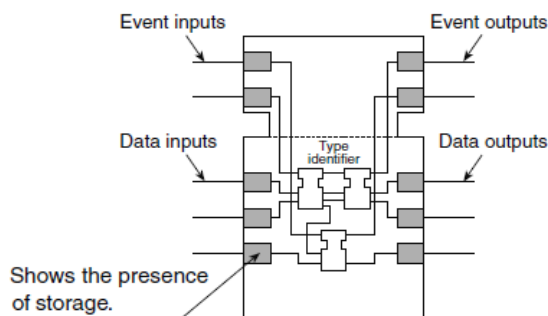 Event inputs
Event outputs
Data inputs
Type
identifier
Data outputs
Shows the presence
of storage.